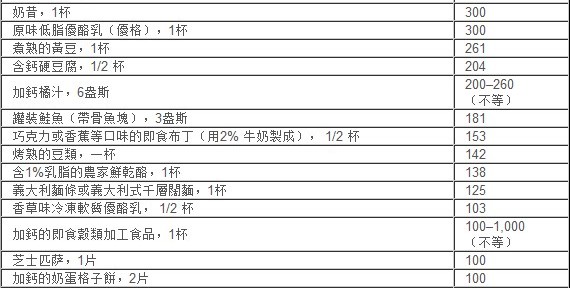 奶昔，1杯 300
原味低脂優酪乳（優格），1杯 300
煮熟的黃豆，1杯 261
含鈣硬豆腐，1/2 杯 204
加鈣橘汁，6盎斯 200–260
（不等）
罐裝鮭魚（帶骨魚塊），3盎斯 181
巧克力或香蕉等口味的即食布丁（用2% 牛奶製成）， 1/2 杯 153
烤熟的豆類，一杯 142
含1%乳脂的農家鮮乾酪，1杯 138
義大利麵條或義大利式千層闊麵，1杯 125
香草味冷凍軟質優酪乳， 1/2 杯 103
加鈣的即食穀類加工食品，1杯 100–1,000
（不等）
芝士匹萨，1片 100
加鈣的奶蛋格子餅，2片 100